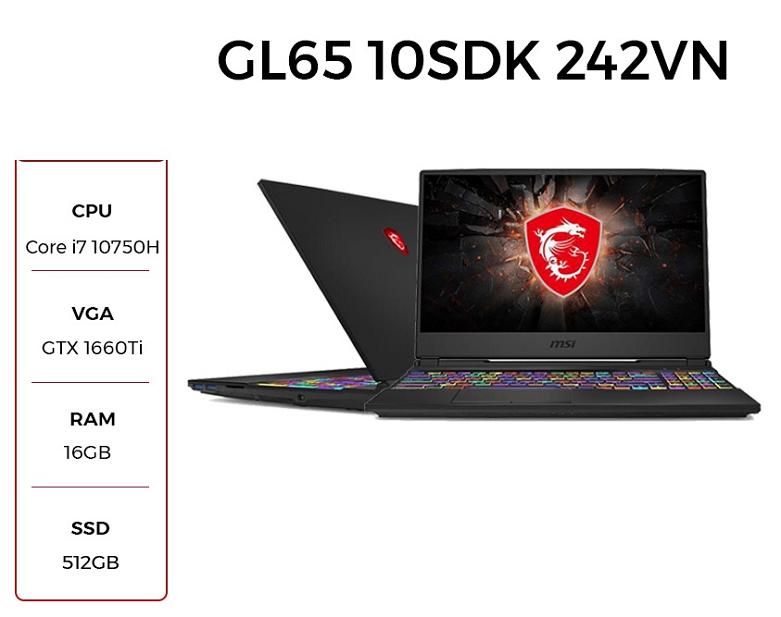 GL65 10SDK 242VN
CPU
Core i7 10750H
VGA
GTX 1660Ti
RAM
16GB
SSD
512GB
msi